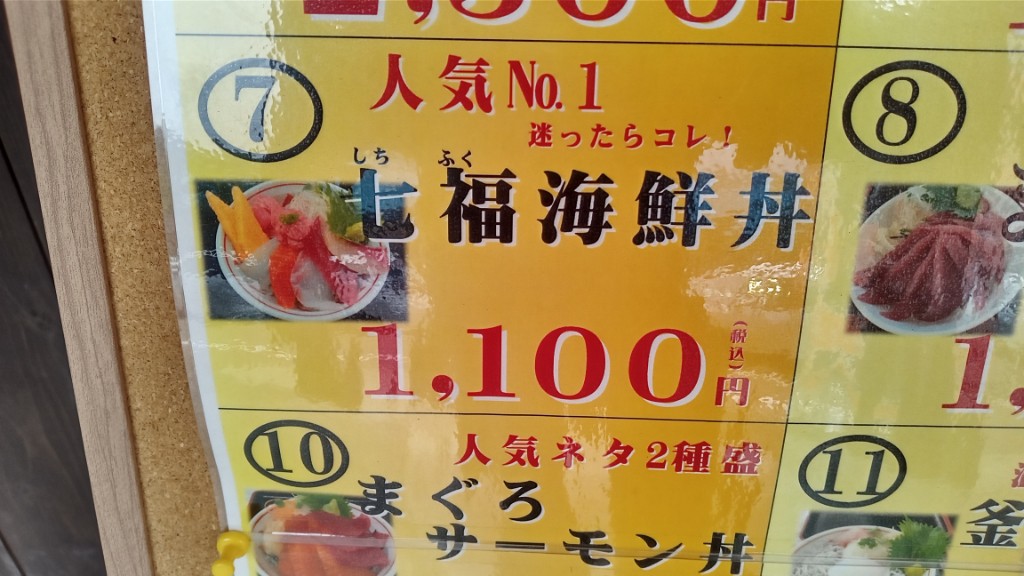 円
⑦
人気No.1
迷ったらコレ!
しち ふく
七福海鮮丼
1,100円(税込)
⑧
⑩
人気ネタ2種盛
まぐろ
サーモン丼
⑪
釜